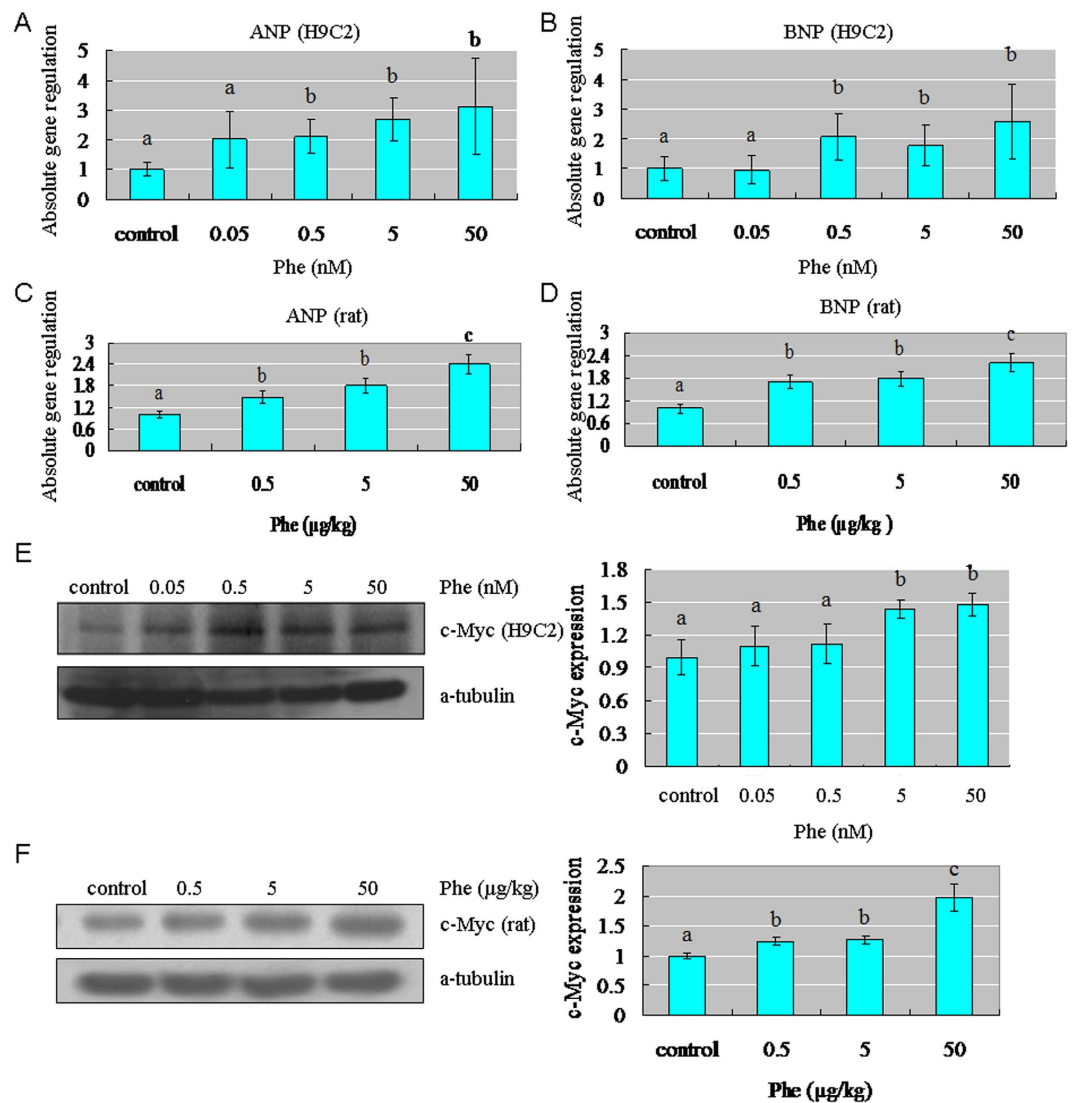 A
ANP (H9C2)
Absolute gene regulation
5
4
3
2
1
0
a
a
b
b
b
control
0.05
0.5
5
50
Phe (nM)
B
BNP (H9C2)
Absolute gene regulation
5
4
3
2
1
0
a
a
b
b
b
control
0.05
0.5
5
50
Phe (nM)
C
ANP (rat)
Absolute gene regulation
3
2.4
1.8
1.2
0.6
0
a
b
b
c
control
0.5
5
50
Phe (µg/kg)
D
BNP (rat)
Absolute gene regulation
3
2.4
1.8
1.2
0.6
0
a
b
b
c
control
0.5
5
50
Phe (µg/kg )
E
control 0.05 0.5 5 50 Phe (nM)
c-Myc (H9C2)
a-tubulin
c-Myc expression
1.8
1.5
1.2
0.9
0.6
0.3
0
a
a
a
b
b
control
0.05
0.5
5
50
Phe (nM)
F
control 0.5 5 50 Phe (µg/kg)
c-Myc (rat)
a-tubulin
c-Myc expression
2.5
2
1.5
1
0.5
0
a
b
b
c
control
0.5
5
50
Phe (µg/kg)